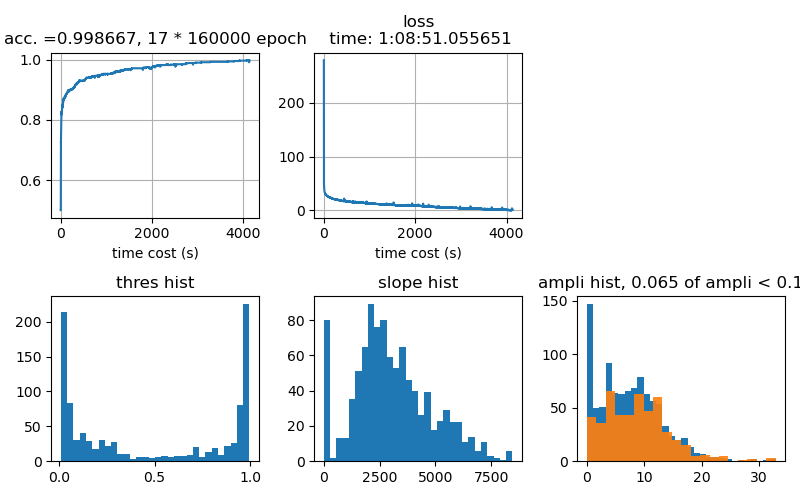 acc. =0.998667, 17 * 160000 epoch
loss
time: 1:08:51.055651
1.0
0.8
0.6
0 2000 4000
time cost (s)
200
100
0
0 2000 4000
time cost (s)
thres hist
slope hist
ampli hist, 0.065 of ampli < 0.1
200
150
100
50
0
0.0 0.5 1.0
80
60
40
20
0
0 2500 5000 7500
150
100
50
0
0 10 20 30